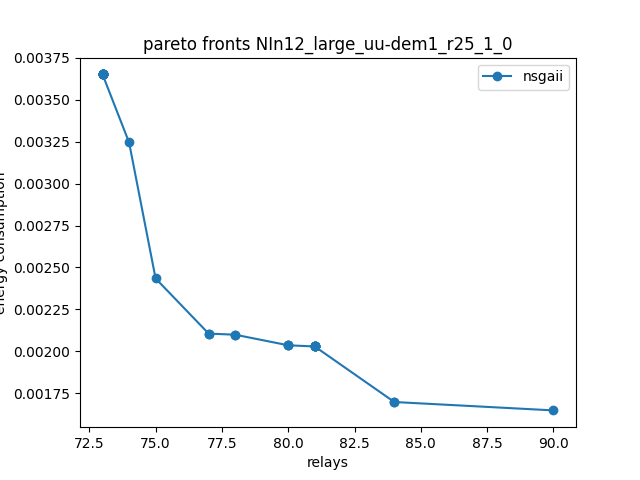 pareto fronts NIn12_large_uu-dem1_r25_1_0
nsgaii
0.00375
0.00350
0.00325
0.00300
0.00275
0.00250
0.00225
0.00200
0.00175
energy consumption
72.5 75.0 77.5 80.0 82.5 85.0 87.5 90.0
relays